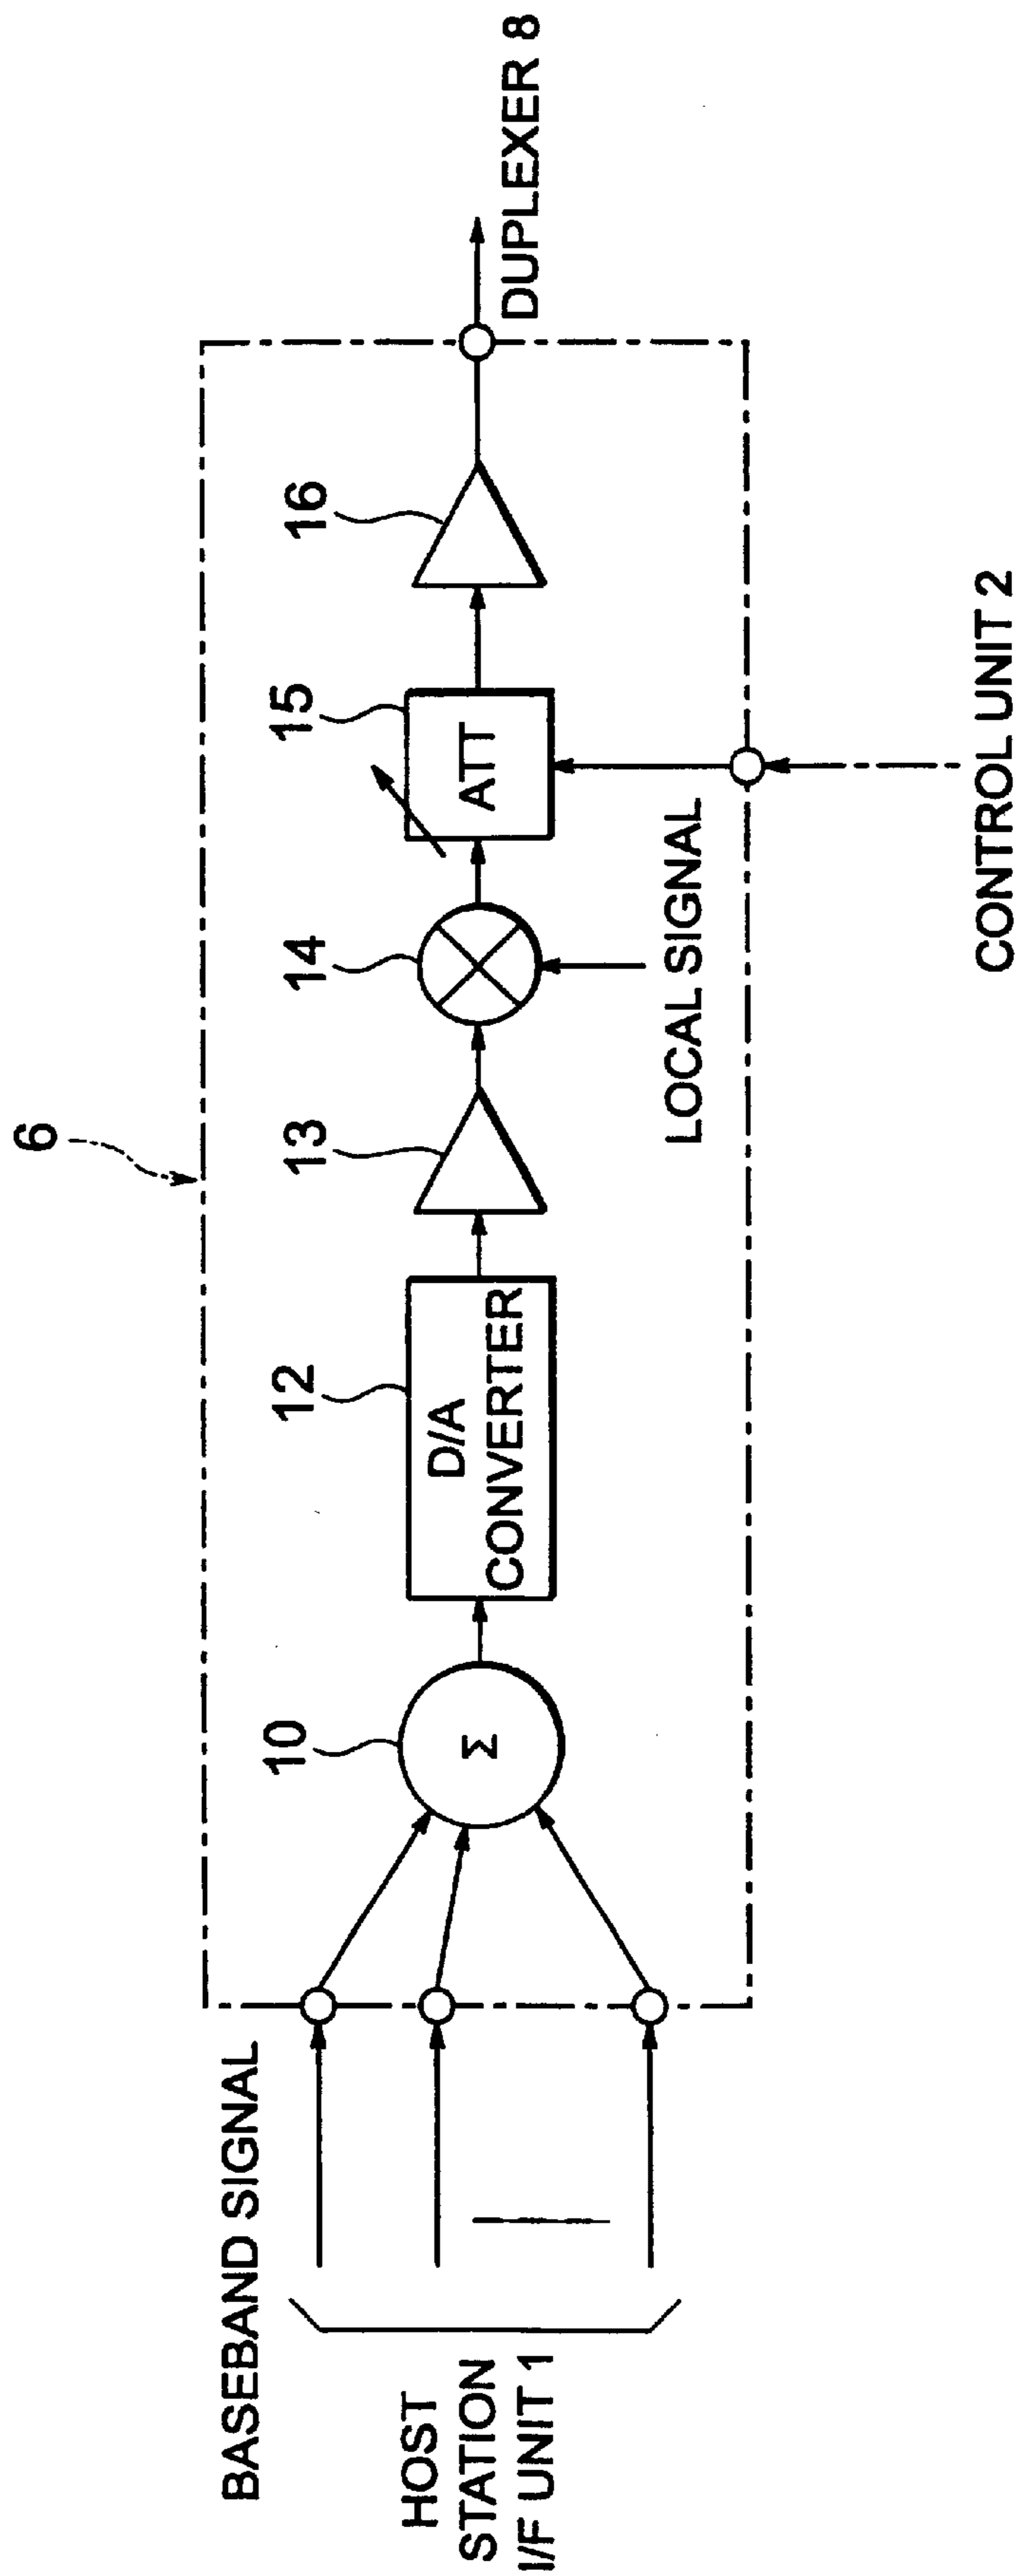 6
BASEBAND SIGNAL
HOST
STATION
I/F UNIT 1
10
Σ
12
D/A
CONVERTER
13
14
LOCAL SIGNAL
15
ATT
16
DUPLEXER 8
CONTROL UNIT 2